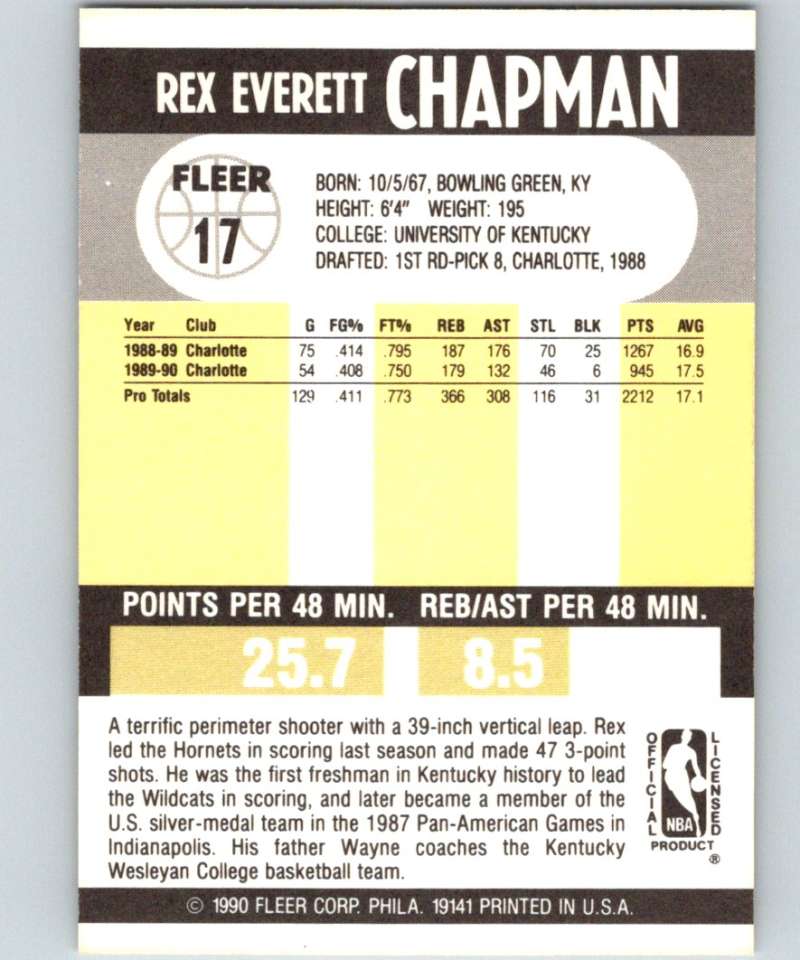 REX EVERETT CHAPMAN
FLEER
17
BORN: 10/5/67, BOWLING GREEN, KY
HEIGHT: 6'4" WEIGHT: 195
COLLEGE: UNIVERSITY OF KENTUCKY
DRAFTED: 1ST RD-PICK 8, CHARLOTTE, 1988
Year Club G FG% FT% REB AST STL BLK PTS AVG
1988-89 Charlotte 75 .414 .795 187 176 70 25 1267 16.9
1989-90 Charlotte 54 .408 .750 179 132 46 6 945 17.5
Pro Totals 129 .411 .773 366 308 116 31 2212 17.1
POINTS PER 48 MIN. REB/AST PER 48 MIN.
25.7 8.5
A terrific perimeter shooter with a 39-inch vertical leap. Rex
led the Hornets in scoring last season and made 47 3-point
shots. He was the first freshman in Kentucky history to lead
the Wildcats in scoring, and later became a member of the
U.S. silver-medal team in the 1987 Pan-American Games in
Indianapolis. His father Wayne coaches the Kentucky
Wesleyan College basketball team.
OFFICIAL
LICENSED
NBA
PRODUCT
®
© 1990 FLEER CORP. PHILA. 19141 PRINTED IN U.S.A.